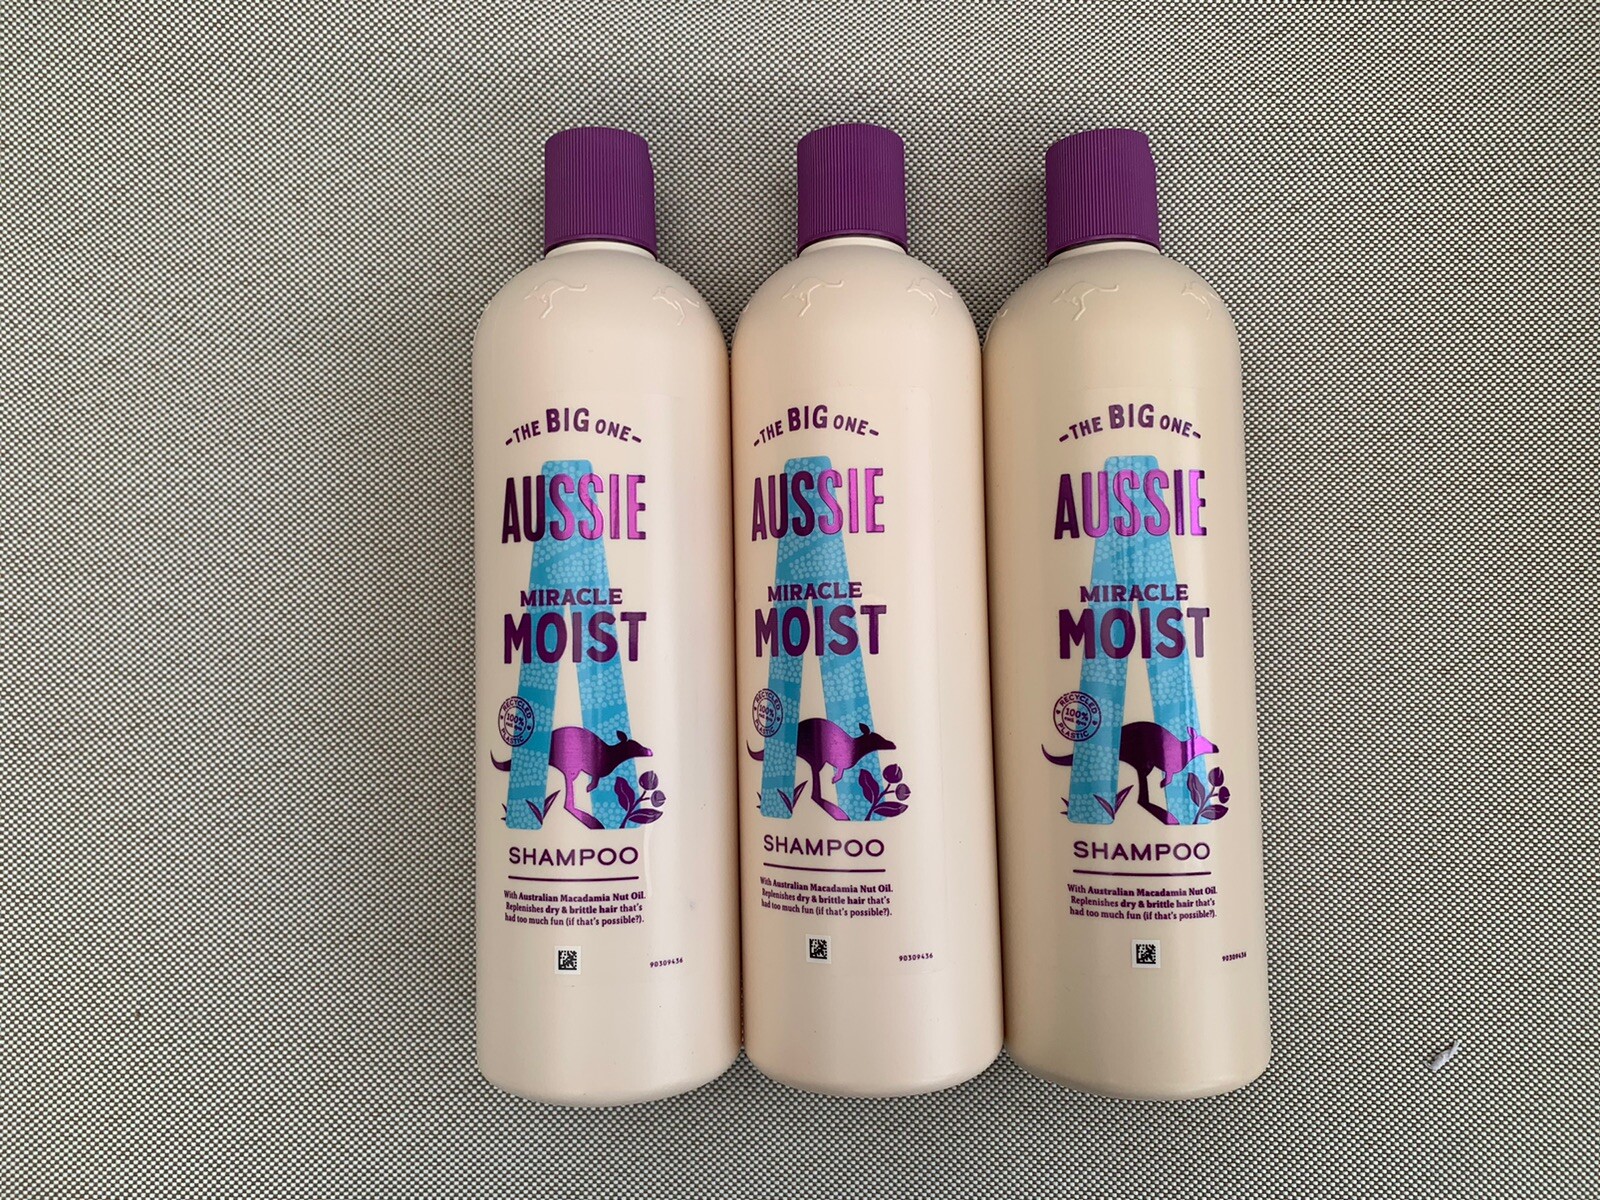 THE BIG ONE
AUSSIE
MIRACLE
MOIST
RECYCLED
100%
PLASTIC
SHAMPOO
With Australian Macadamia Nut Oil.
Replenishes dry & brittle hair that's
had too much fun (if that's possible?).
90309436
THE BIG ONE
AUSSIE
MIRACLE
MOIST
RECYCLED
100%
PLASTIC
SHAMPOO
With Australian Macadamia Nut Oil.
Replenishes dry & brittle hair that's
had too much fun (if that's possible?).
90309436
THE BIG ONE
AUSSIE
MIRACLE
MOIST
RECYCLED
100%
PLASTIC
SHAMPOO
With Australian Macadamia Nut Oil.
Replenishes dry & brittle hair that's
had too much fun (if that's possible?).
90309436